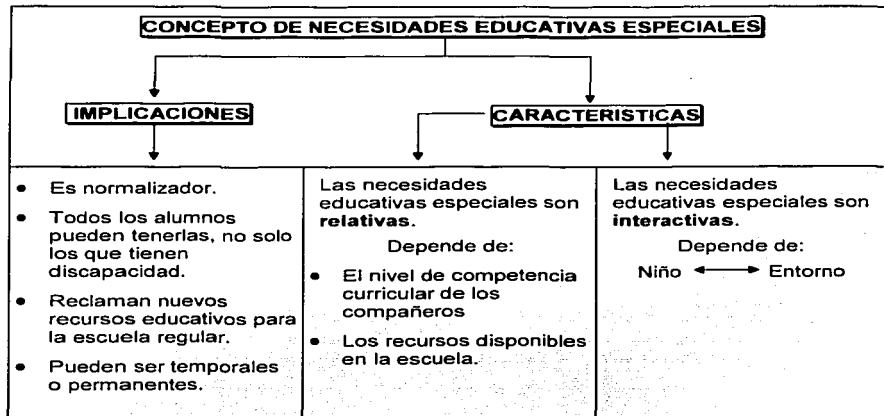 CONCEPTO DE NECESIDADES EDUCATIVAS ESPECIALES
IMPLICACIONES
CARACTERISTICAS
• Es normalizador.
• Todos los alumnos
pueden tenerlas, no solo
los que tienen
discapacidad.
• Reclaman nuevos
recursos educativos para
la escuela regular.
• Pueden ser temporales
o permanentes.
Las necesidades
educativas especiales son
relativas.
Depende de:
• El nivel de competencia
curricular de los
compañeros
• Los recursos disponibles
en la escuela.
Las necesidades
educativas especiales son
interactivas.
Depende de:
Niño ↔ Entorno